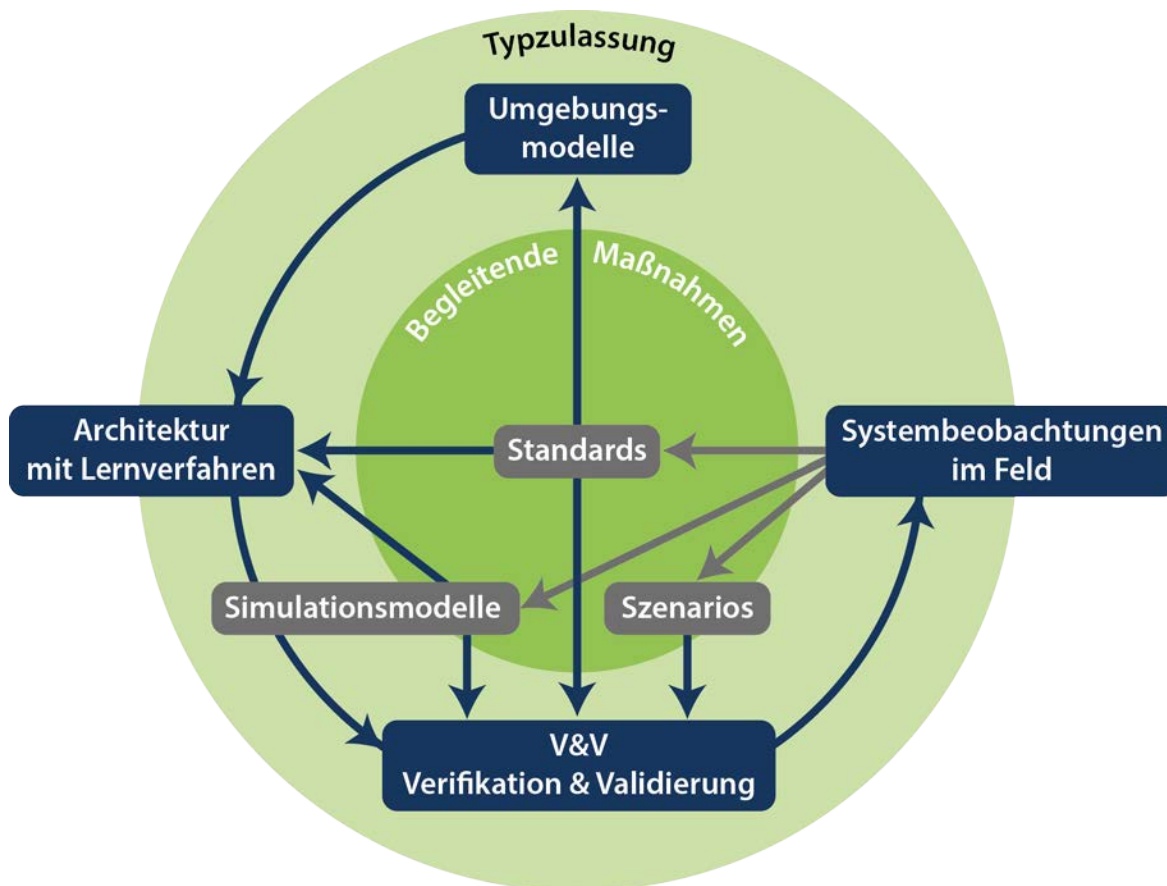 Typzulassung
Umgebungs-
modelle
Begleitende Maßnahmen
Architektur
mit Lernverfahren
Standards
Systembeobachtungen
im Feld
Simulationsmodelle
Szenarios
V&V
Verifikation & Validierung